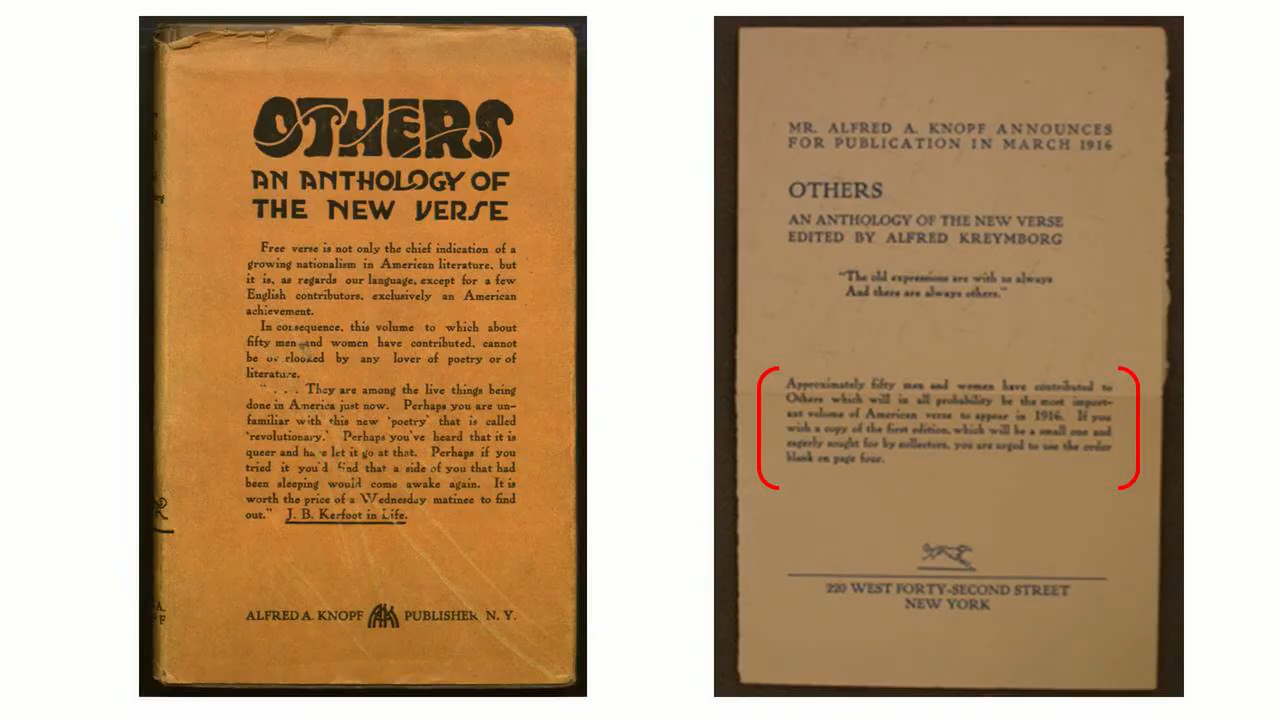 OTHERS
AN ANTHOLOGY OF
THE NEW VERSE
Free verse is not only the chief indication of a
growing nationalism in American literature, but
it is, as regards our language, except for a few
English contributors, exclusively an American
achievement.
In consequence, this volume to which about
fifty men and women have contributed, cannot
be overlooked by any lover of poetry or of
literature.
" . . . . They are among the live things being
done in America just now. Perhaps you are un-
familiar with this new 'poetry' that is called
'revolutionary.' Perhaps you've heard that it is
queer and have let it go at that. Perhaps if you
tried it you'd find that a side of you that had
been sleeping would come awake again. It is
worth the price of a Wednesday matinee to find
out." J. B. Kerfoot in Life.
ALFRED A. KNOPF PUBLISHER N. Y.
MR. ALFRED A. KNOPF ANNOUNCES
FOR PUBLICATION IN MARCH 1916
OTHERS
AN ANTHOLOGY OF THE NEW VERSE
EDITED BY ALFRED KREYMBORG
"The old expressions are with us always
And there are always others."
Approximately fifty men and women have contributed to
Others which will in all probability be the most import-
ant volume of American verse to appear in 1916. If you
wish a copy of the first edition, which will be a small one and
eagerly sought for by collectors, you are urged to use the order
blank on page four.
220 WEST FORTY-SECOND STREET
NEW YORK